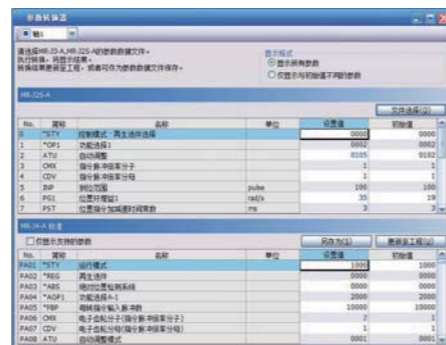 参数转换器
轴1
请选择MR-J3-A,MR-J2S-A的参数数据文件。
执行转换，将显示结果。
转换结果更新至工程，或者可作为参数数据文件保存。
显示格式
显示所有参数
仅显示与初始值不同的参数
MR-J2S-A
文件选择(O)
No. 简称 名称 单位 设置值 初始值
0 *STY 控制模式・再生选件选择 0000 0000
1 *OP1 功能选择1 0002 0002
2 ATU 自动调整 0105 0102
3 CMX 指令脉冲倍率分子 1 1
4 CDV 指令脉冲倍率分母 1 1
5 INP 到位范围 pulse 100 100
6 PG1 位置环增益1 rad/s 35 19
7 PST 位置指令加减速时间常数 ms 3 3
MR-J4-A 标准
仅显示支持的参数
另存为(S) 更新至工程(U)
No. 简称 名称 单位 设置值 初始值
PA01 *STY 运行模式 1000 1000
PA02 *REG 再生选件 0000 0000
PA03 *ABS 绝对位置检测系统 0000 0000
PA04 *AOP1 功能选择A-1 2000 2000
PA05 *FBP 每转指令输入脉冲数 10000 10000
PA06 CMX 电子齿轮分子(指令脉冲倍率分子) 2 1
PA07 CDV 电子齿轮分母(指令脉冲倍率分母) 1 1
PA08 ATU 自动调整模式 0001 0001